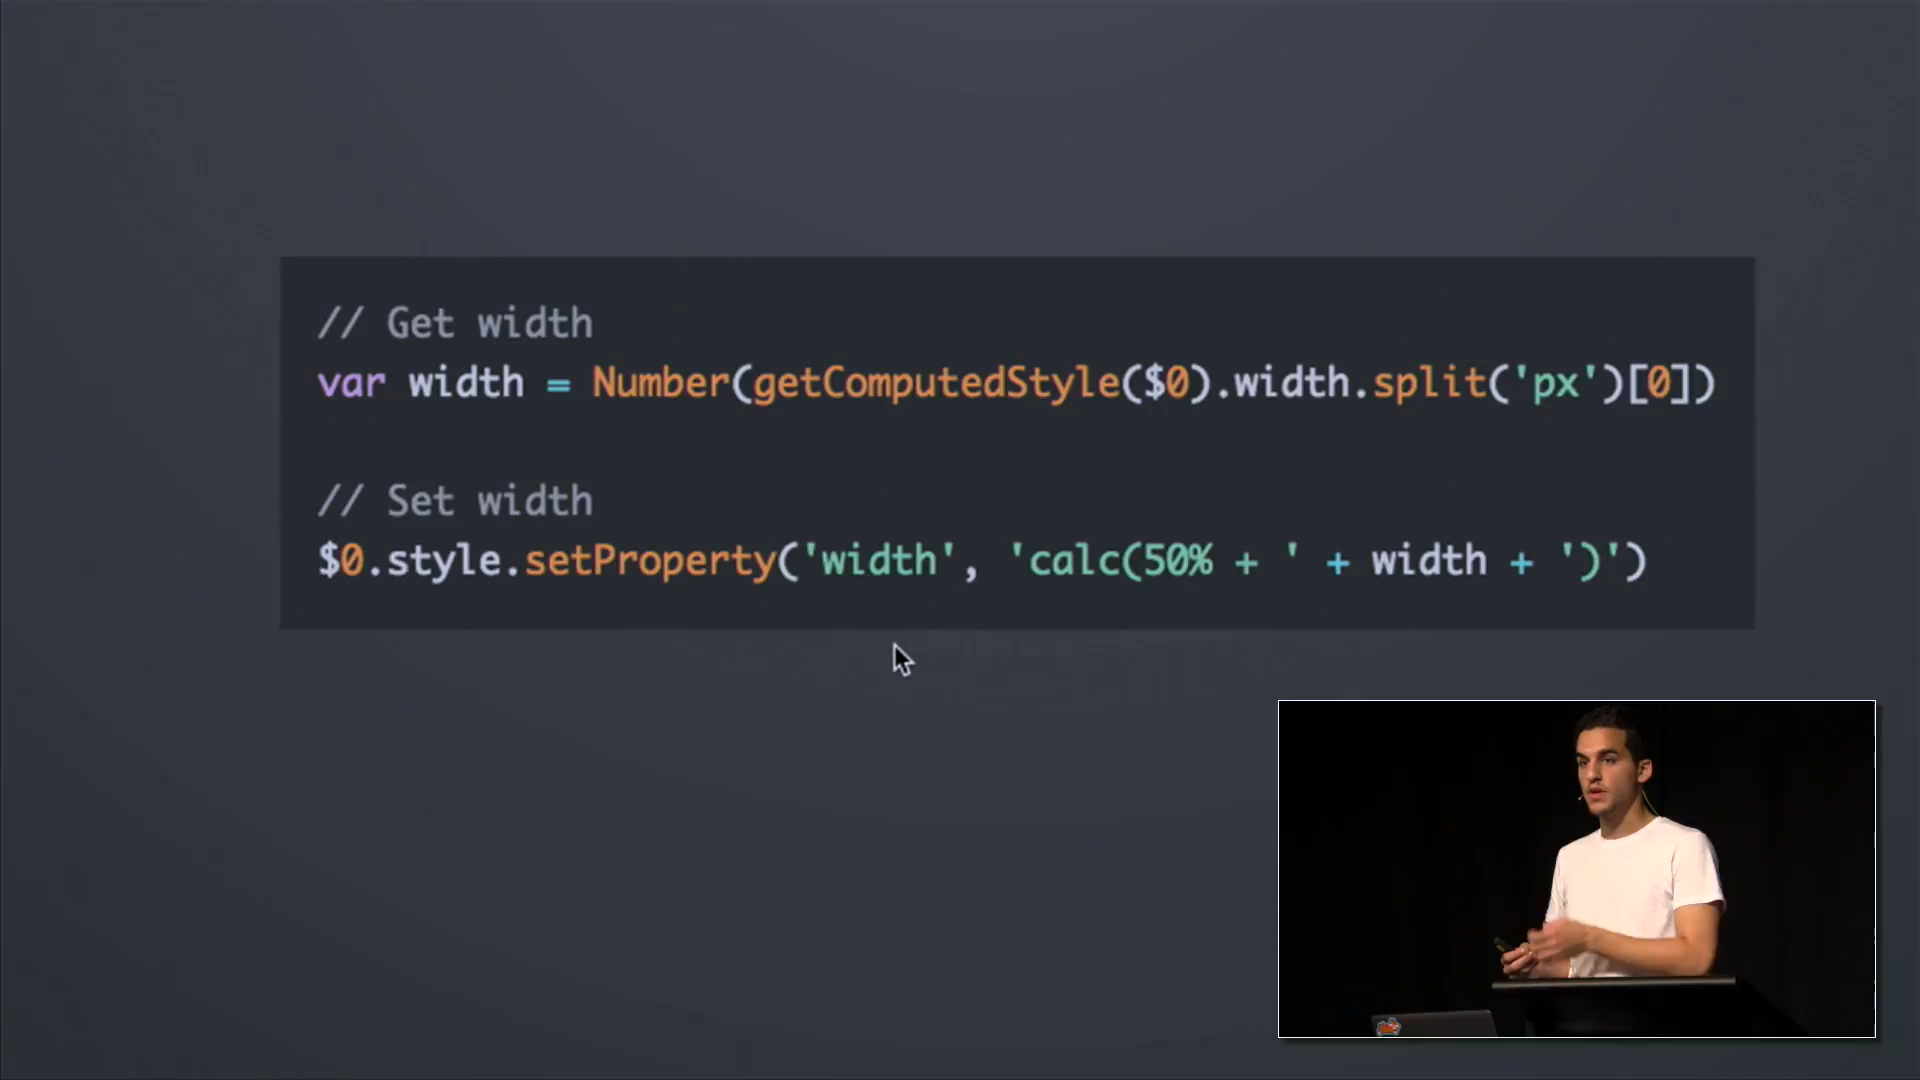 // Get width
var width = Number(getComputedStyle($0).width.split('px')[0])
// Set width
$0.style.setProperty('width', 'calc(50% + ' + width + ')')